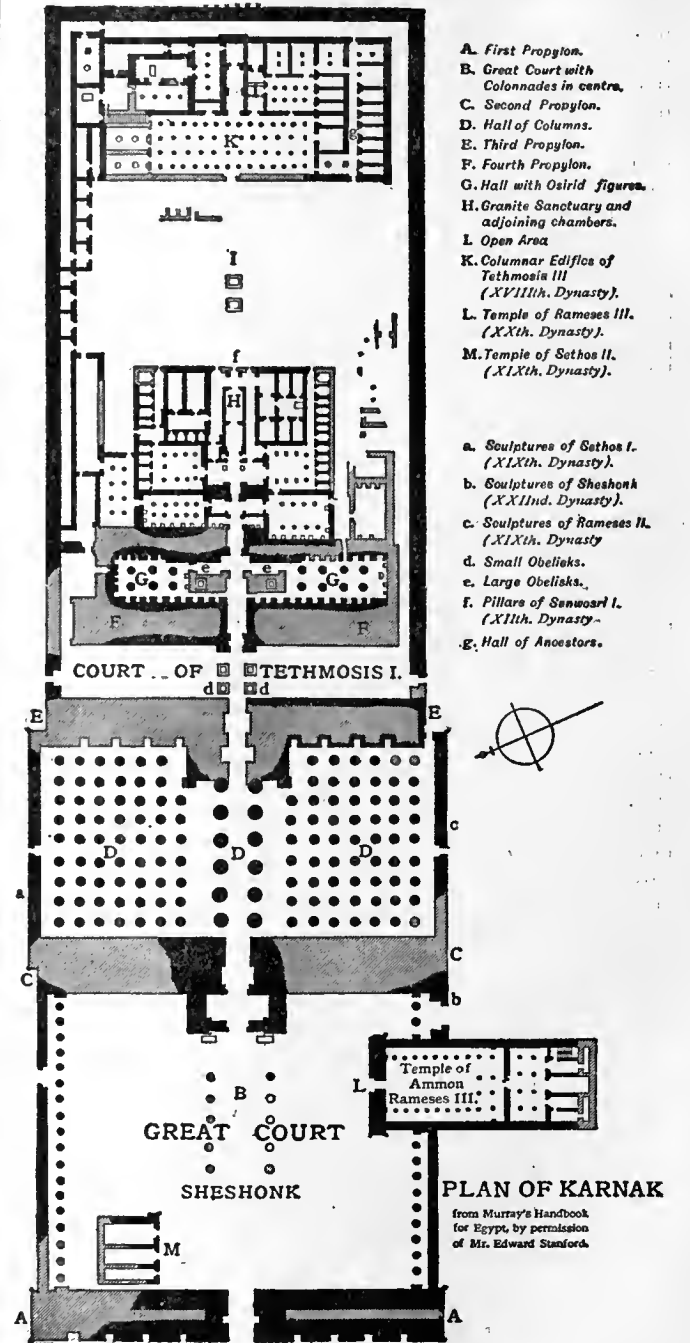 A. First Propylon.
B. Great Court with
Colonnades in centre.
C. Second Propylon.
D. Hall of Columns.
E. Third Propylon.
F. Fourth Propylon.
G. Hall with Osirid figures.
H. Granite Sanctuary and
adjoining chambers.
I. Open Area
K. Columnar Edifice of
Tethmosis III
(XVIIIth. Dynasty).
L. Temple of Rameses III.
(XXth. Dynasty).
M. Temple of Sethos II.
(XIXth. Dynasty).
a. Sculptures of Sethos I.
(XIXth. Dynasty).
b. Sculptures of Sheshonk
(XXIInd. Dynasty).
c. Sculptures of Rameses II.
(XIXth. Dynasty
d. Small Obelisks.
e. Large Obelisks.
f. Pillars of Senwosri I.
(XIIth. Dynasty
g. Hall of Ancestors.
K
g
I
f
H
G e e G
F F
COURT OF TETHMOSIS I.
d d
E E
D D D
c
a
C C
b
L
Temple of
Ammon
Rameses III.
B
GREAT COURT
SHESHONK
M
A A
PLAN OF KARNAK
from Murray's Handbook
for Egypt, by permission
of Mr. Edward Stanford.